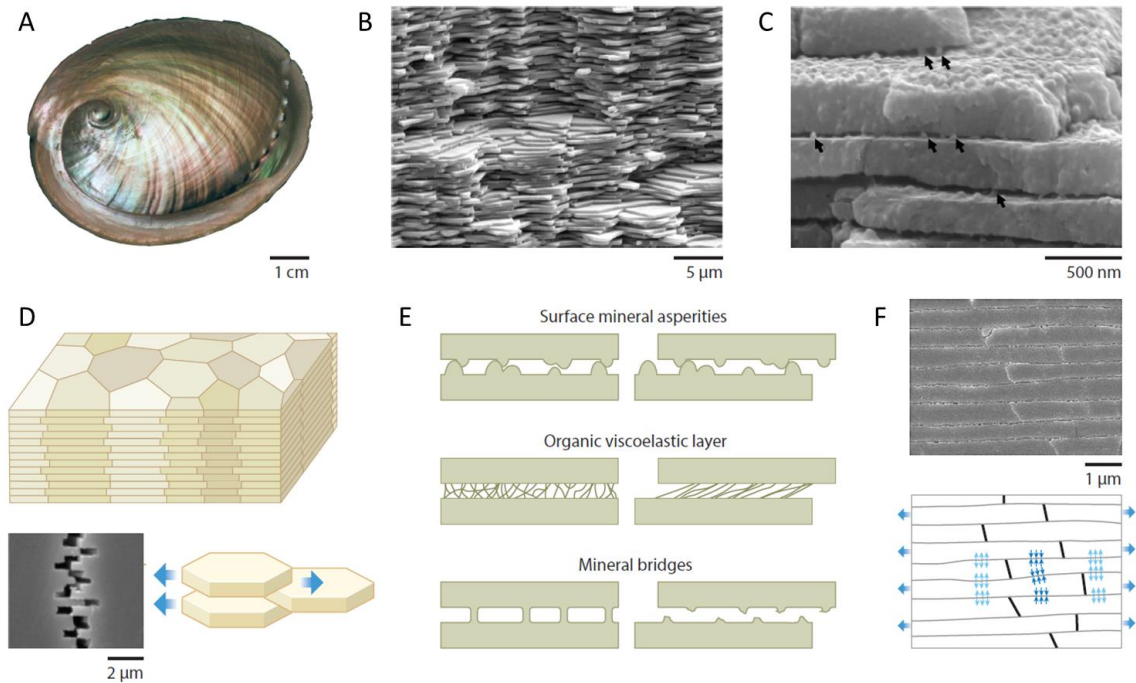 A
B
C
1 cm
5 µm
500 nm
D
E
F
Surface mineral asperities
Organic viscoelastic layer
1 µm
Mineral bridges
2 µm